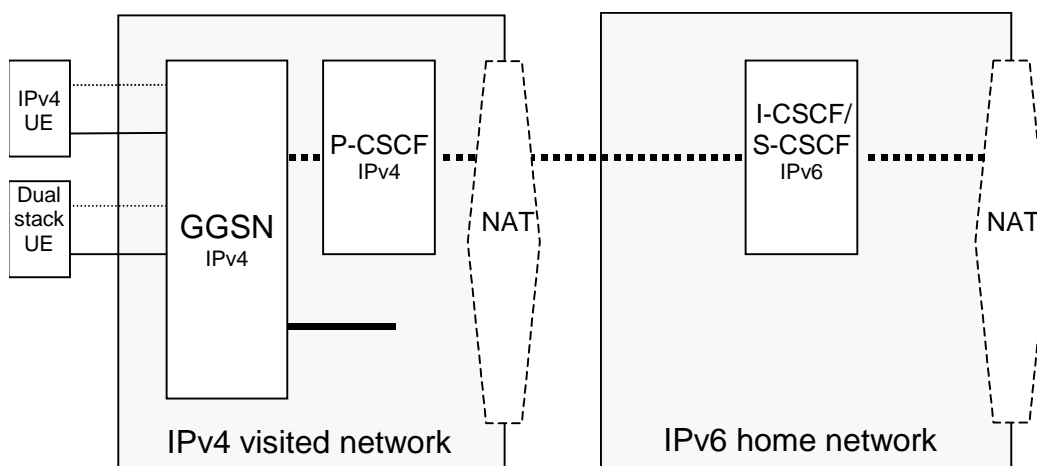 IPv4
UE
Dual
stack
UE
GGSN
IPv4
P-CSCF
IPv4
NAT
I-CSCF/
S-CSCF
IPv6
NAT
IPv4 visited network
IPv6 home network